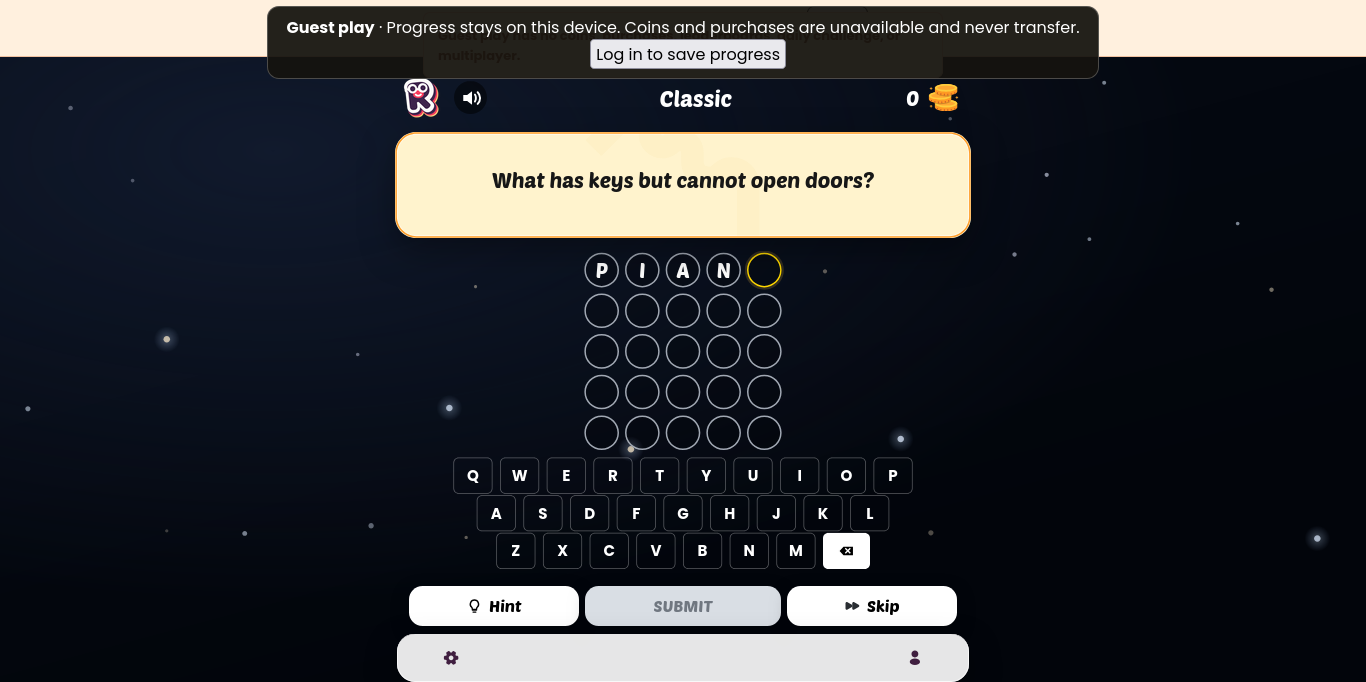 Guest play · Progress stays on this device. Coins and purchases are unavailable and never transfer.
multiplayer.
Log in to save progress
Classic
0
What has keys but cannot open doors?
P I A N
Q W E R T Y U I O P
A S D F G H J K L
Z X C V B N M
Hint
SUBMIT
Skip